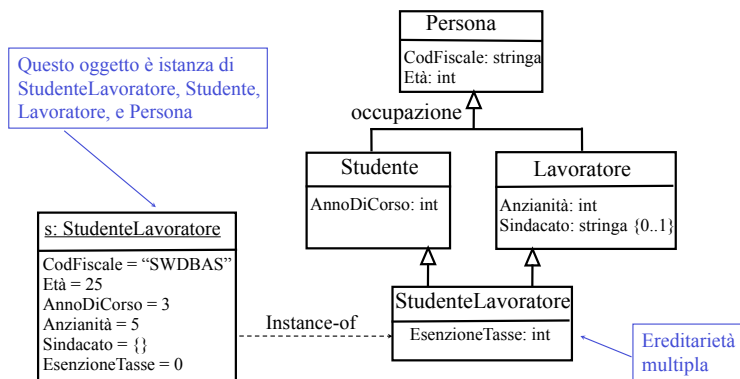 Persona
CodFiscale: stringa
Età: int
Questo oggetto è istanza di
StudenteLavoratore, Studente,
Lavoratore, e Persona
occupazione
Studente
AnnoDiCorso: int
Lavoratore
Anzianità: int
Sindacato: stringa {0..1}
s: StudenteLavoratore
CodFiscale = “SWDBAS”
Età = 25
AnnoDiCorso = 3
Anzianità = 5
Sindacato = {}
EsenzioneTasse = 0
Instance-of
StudenteLavoratore
EsenzioneTasse: int
Ereditarietà
multipla